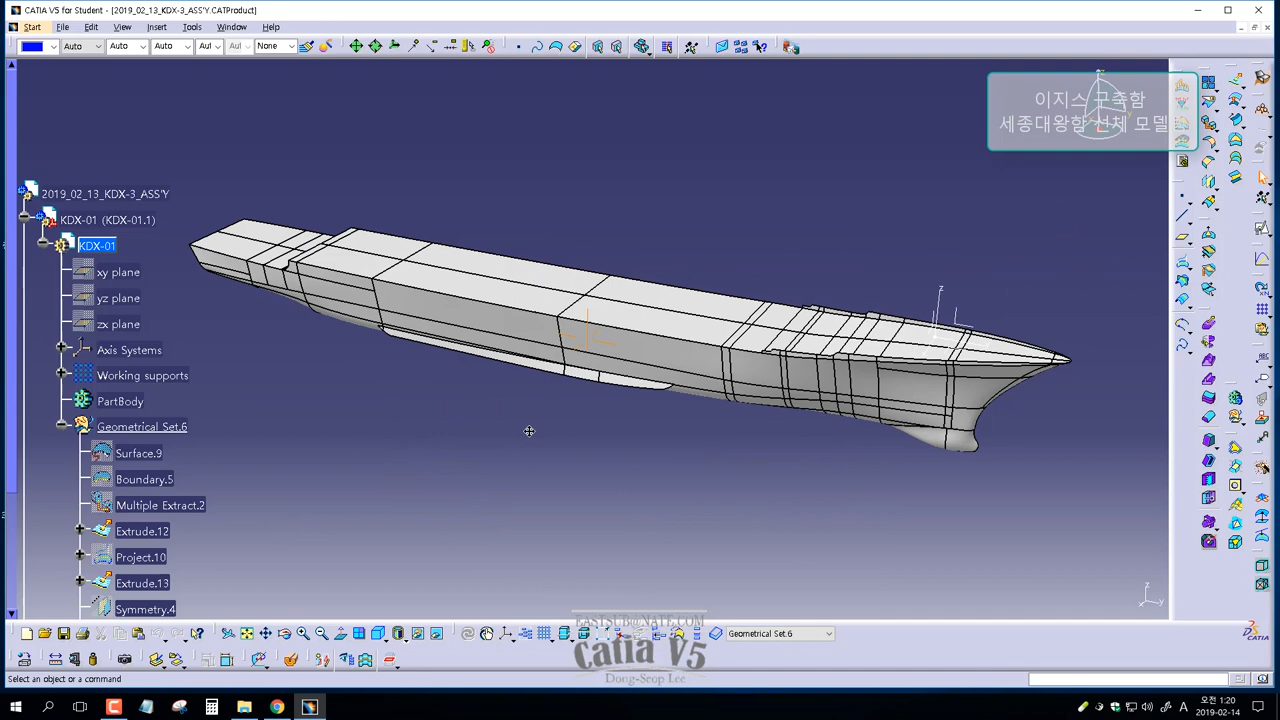 CATIA V5 for Student - [2019_02_13_KDX-3_ASS'Y.CATProduct]
Start File Edit View Insert Tools Window Help
Auto Auto Auto Aut Aut None
이지스 구축함
세종대왕함 선체 모델
2019_02_13_KDX-3_ASS'Y
KDX-01 (KDX-01.1)
KDX-01
xy plane
yz plane
zx plane
Axis Systems
Working supports
PartBody
Geometrical Set.6
Surface.9
Boundary.5
Multiple Extract.2
Extrude.12
Project.10
Extrude.13
Symmetry.4
z
z
y
EASTSUB@NATE.COM
Catia V5
Dong-Seop Lee
Geometrical Set.6
Select an object or a command
A 오전 1:20
2019-02-14